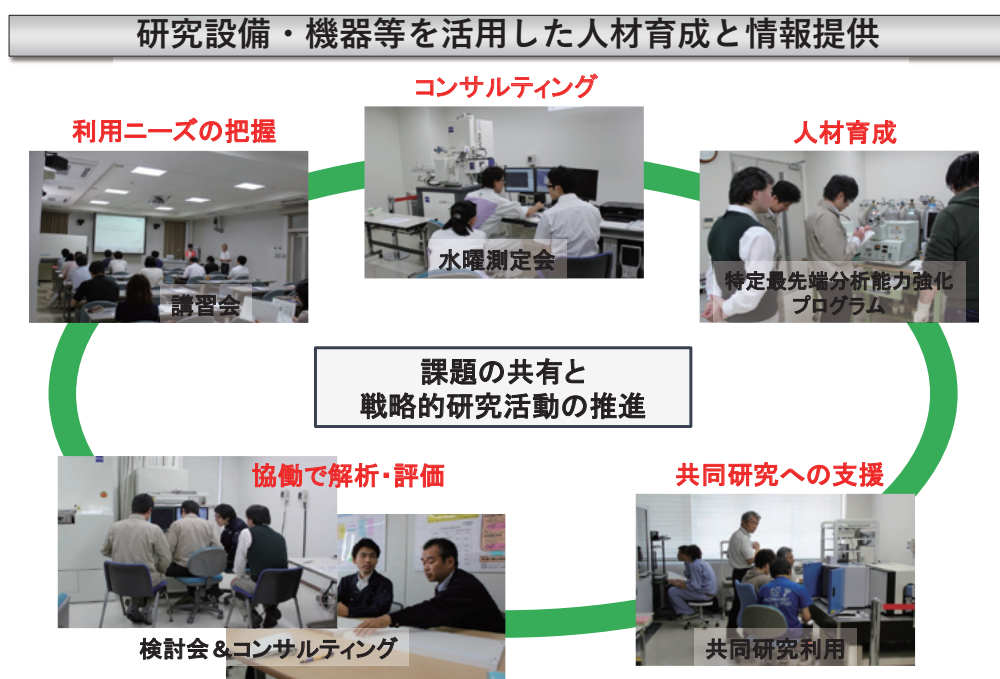 研究設備・機器等を活用した人材育成と情報提供
コンサルティング
利用ニーズの把握
人材育成
水曜測定会
講習会
特定最先端分析能力強化
プログラム
課題の共有と
戦略的研究活動の推進
協働で解析・評価
共同研究への支援
検討会&コンサルティング
共同研究利用